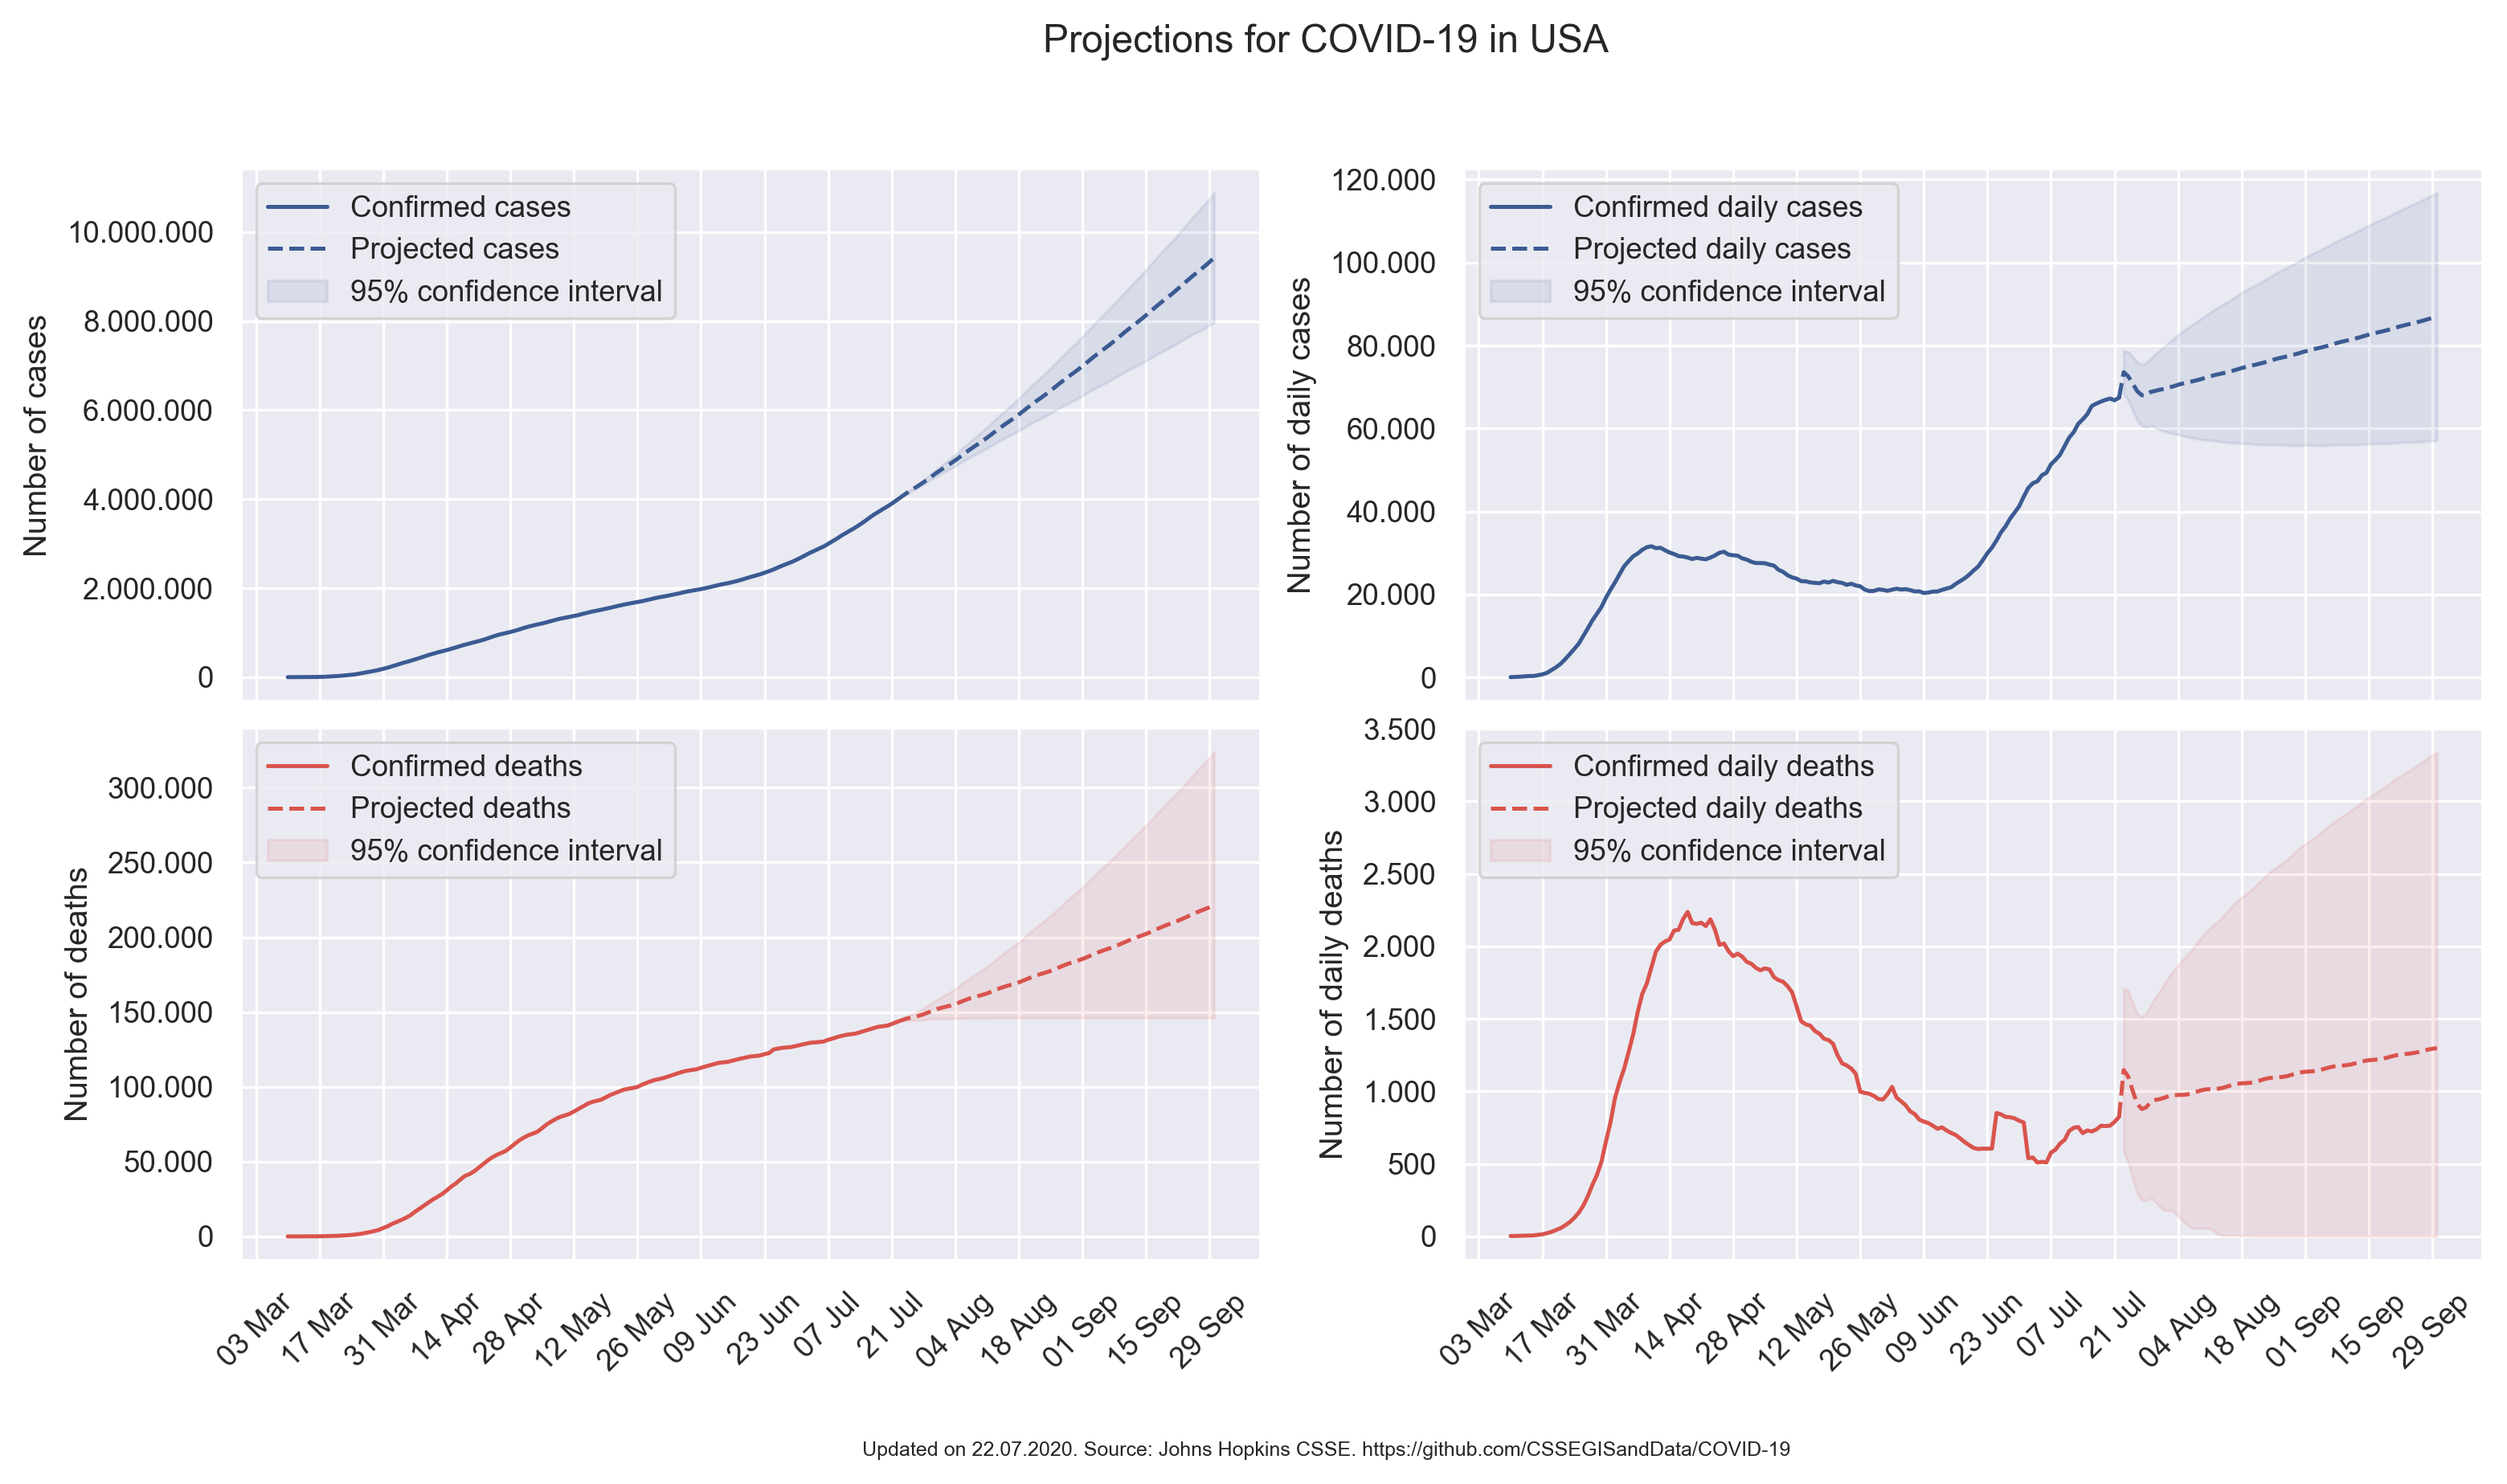 Projections for COVID-19 in USA
Number of cases
10.000.000
8.000.000
6.000.000
4.000.000
2.000.000
0
Confirmed cases
Projected cases
95% confidence interval
Number of daily cases
120.000
100.000
80.000
60.000
40.000
20.000
0
Confirmed daily cases
Projected daily cases
95% confidence interval
Number of deaths
300.000
250.000
200.000
150.000
100.000
50.000
0
Confirmed deaths
Projected deaths
95% confidence interval
03 Mar
17 Mar
31 Mar
14 Apr
28 Apr
12 May
26 May
09 Jun
23 Jun
07 Jul
21 Jul
04 Aug
18 Aug
01 Sep
15 Sep
29 Sep
Number of daily deaths
3.500
3.000
2.500
2.000
1.500
1.000
500
0
Confirmed daily deaths
Projected daily deaths
95% confidence interval
03 Mar
17 Mar
31 Mar
14 Apr
28 Apr
12 May
26 May
09 Jun
23 Jun
07 Jul
21 Jul
04 Aug
18 Aug
01 Sep
15 Sep
29 Sep
Updated on 22.07.2020. Source: Johns Hopkins CSSE. https://github.com/CSSEGISandData/COVID-19